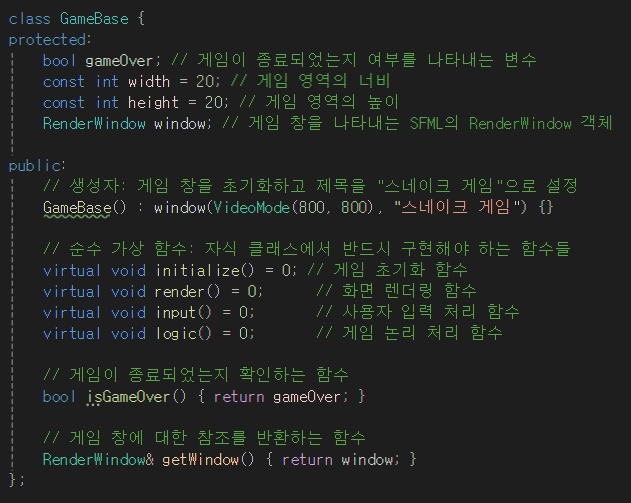 class GameBase {
protected:
bool gameOver; // 게임이 종료되었는지 여부를 나타내는 변수
const int width = 20; // 게임 영역의 너비
const int height = 20; // 게임 영역의 높이
RenderWindow window; // 게임 창을 나타내는 SFML의 RenderWindow 객체
public:
// 생성자: 게임 창을 초기화하고 제목을 "스네이크 게임"으로 설정
GameBase() : window(VideoMode(800, 800), "스네이크 게임") {}
// 순수 가상 함수: 자식 클래스에서 반드시 구현해야 하는 함수들
virtual void initialize() = 0; // 게임 초기화 함수
virtual void render() = 0; // 화면 렌더링 함수
virtual void input() = 0; // 사용자 입력 처리 함수
virtual void logic() = 0; // 게임 논리 처리 함수
// 게임이 종료되었는지 확인하는 함수
bool isGameOver() { return gameOver; }
// 게임 창에 대한 참조를 반환하는 함수
RenderWindow& getWindow() { return window; }
};